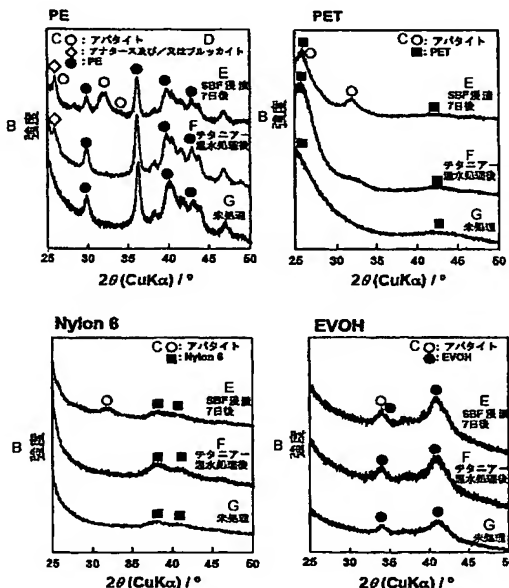 PE
C ○: アパタイト D
◇: アナタース及び/又はブルッカイト
●: PE
E
SBF浸漬
7日後
F
チタニアー
温水処理後
G
未処理
B
強度
25 30 35 40 45 50
2θ (CuKα) / °
PET
C ○: アパタイト
■: PET
E
SBF浸漬
7日後
F
チタニアー
温水処理後
G
未処理
B
強度
25 30 35 40 45 50
2θ (CuKα) / °
Nylon 6
C ○: アパタイト
■: Nylon 6
E
SBF浸漬
7日後
F
チタニアー
温水処理後
G
未処理
B
強度
25 30 35 40 45 50
2θ (CuKα) / °
EVOH
C ○: アパタイト
●: EVOH
E
SBF浸漬
7日後
F
チタニアー
温水処理後
G
未処理
B
強度
25 30 35 40 45 50
2θ (CuKα) / °